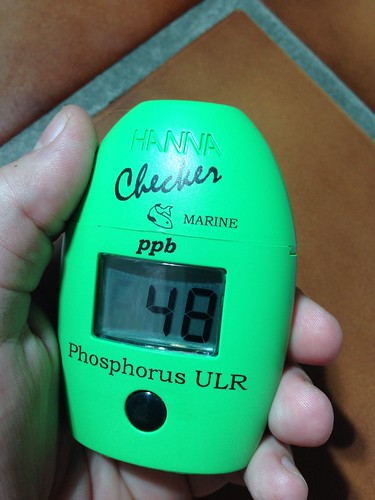 HANNA
Checker
MARINE
ppb
48
Phosphorus ULR